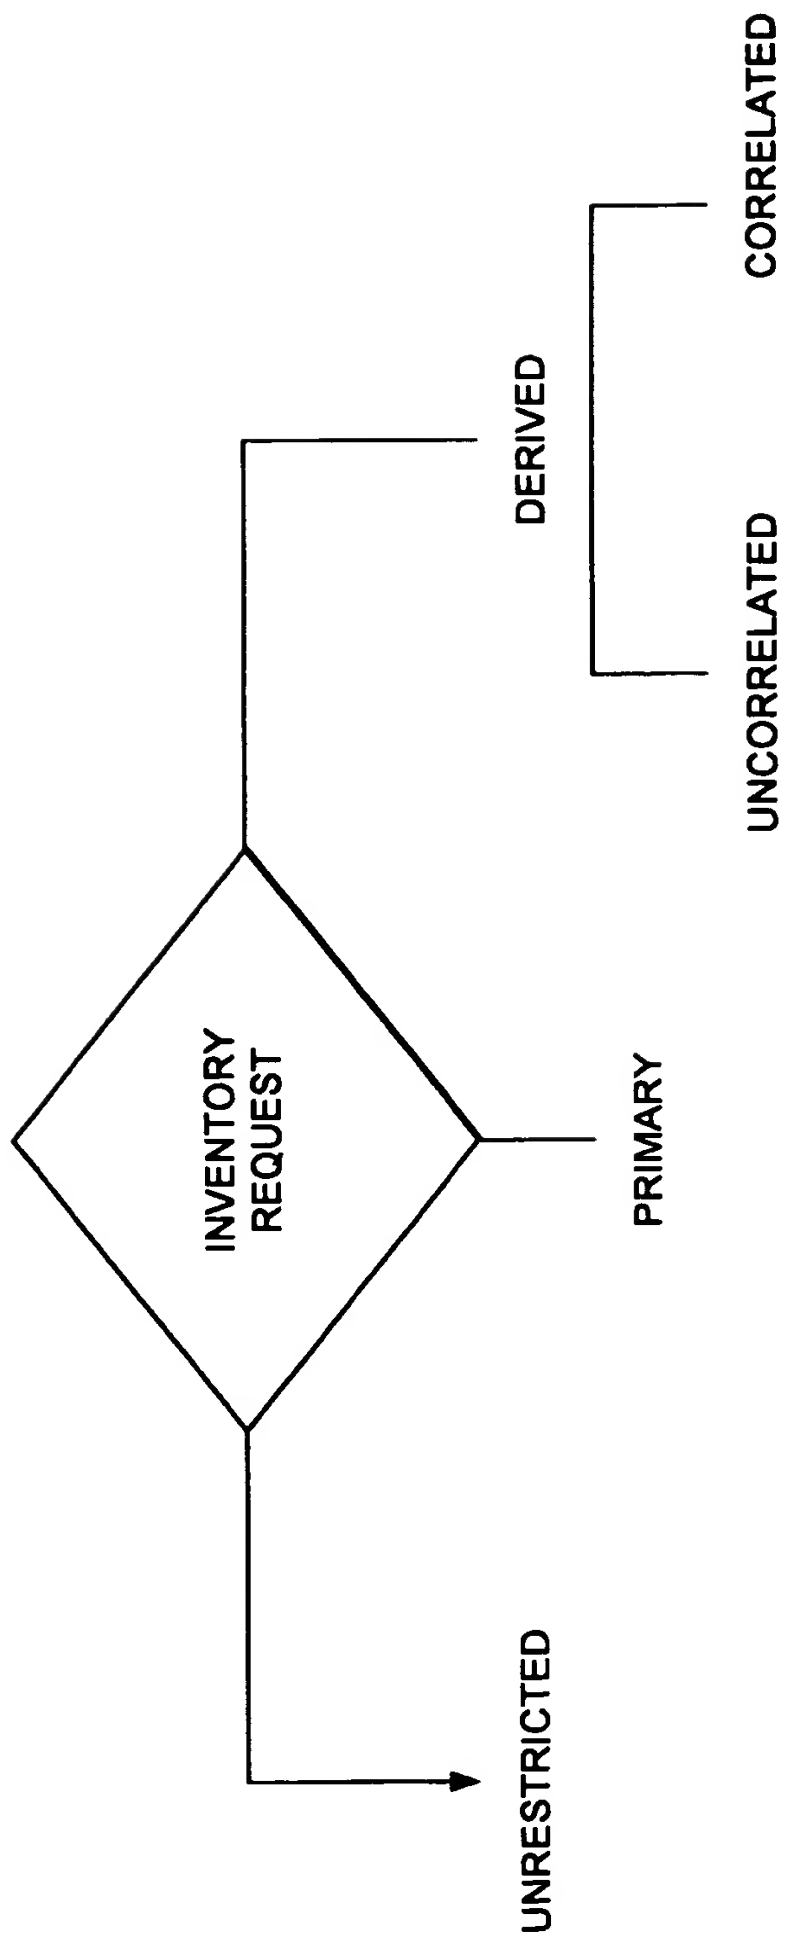 INVENTORY
REQUEST
UNRESTRICTED
PRIMARY
DERIVED
UNCORRELATED
CORRELATED